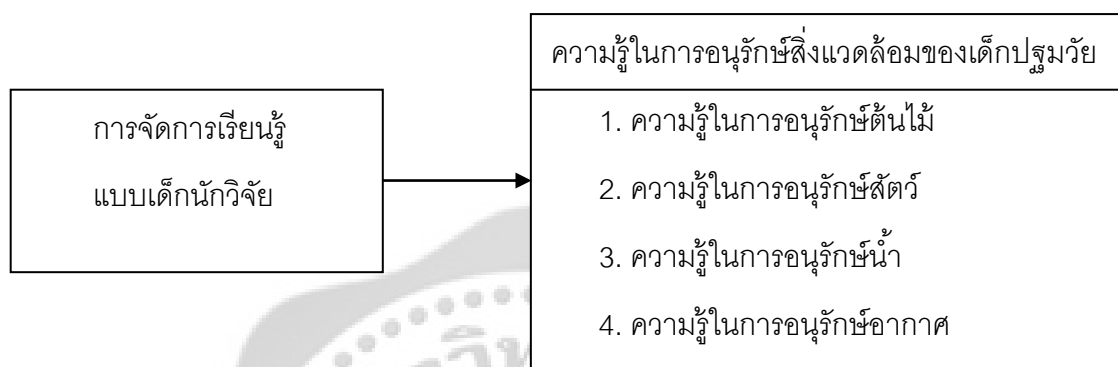 ความรู้ในการอนุรักษ์สิ่งแวดล้อมของเด็กปฐมวัย
การจัดการเรียนรู้
แบบเด็กนักวิจัย
1. ความรู้ในการอนุรักษ์ต้นไม้
2. ความรู้ในการอนุรักษ์สัตว์
3. ความรู้ในการอนุรักษ์น้ำ
4. ความรู้ในการอนุรักษ์อากาศ